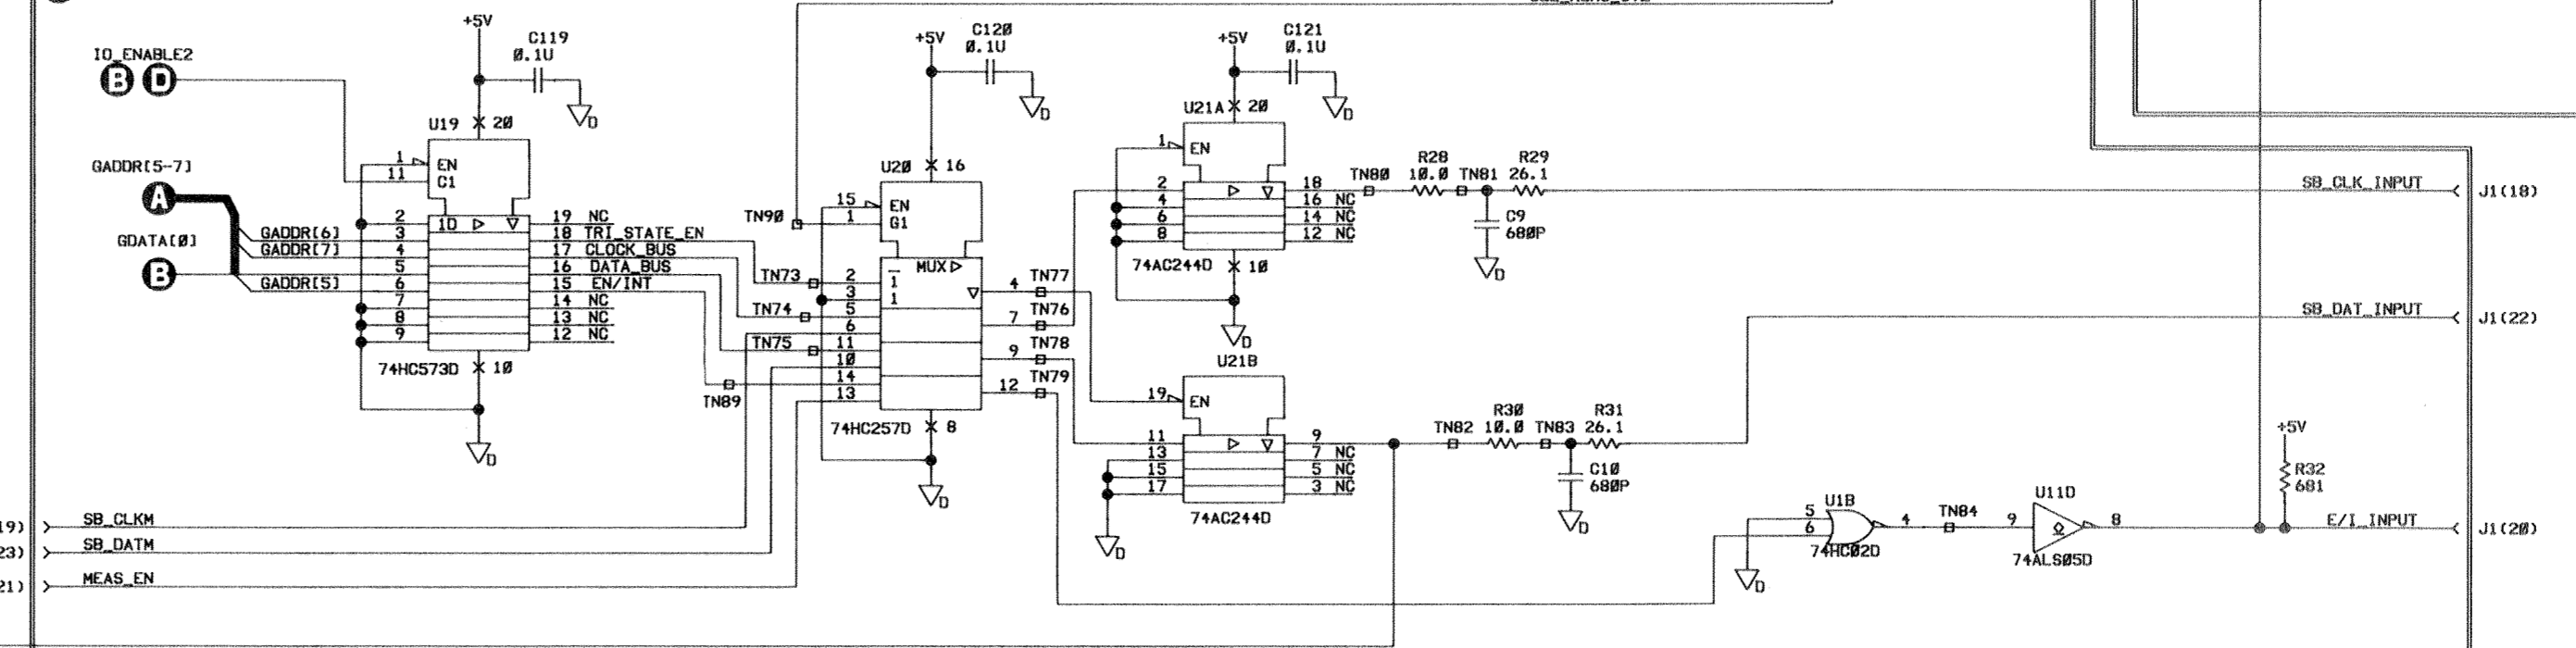 +5V
C119
0.1U
+5V
C120
0.1U
+5V
C121
0.1U
IO_ENABLE2
B D
D
D
D
U19
20
1
EN
11
C1
GADDR[5-7]
A
GDATA[0]
B
GADDR[6]
GADDR[7]
GADDR[5]
2
3
4
5
6
7
8
9
1D
19 NC
18 TRI_STATE_EN
17 CLOCK_BUS
16 DATA_BUS
15 EN/INT
14 NC
13 NC
12 NC
74HC573D
10
D
U20
16
15
EN
TN90
1
G1
MUX
TN73
2
1
3
1
TN74
5
6
TN75
11
10
14
TN89
13
4
TN77
7
TN76
9
TN78
12
TN79
74HC257D
8
D
U21A
20
1
EN
2
4
6
8
18
16 NC
14 NC
12 NC
74AC244D
10
D
TN80
R28
10.0
TN81
R29
26.1
C9
680P
D
SB_CLK_INPUT
J1(18)
SB_DAT_INPUT
J1(22)
U21B
19
EN
11
13
15
17
9
7 NC
5 NC
3 NC
74AC244D
D
TN82
R30
10.0
TN83
R31
26.1
C10
680P
D
U1B
5
6
4
74HC02D
D
TN84
U11D
9
8
74ALS05D
+5V
R32
681
E/I_INPUT
J1(20)
19)
SB_CLKM
23)
SB_DATM
21)
MEAS_EN